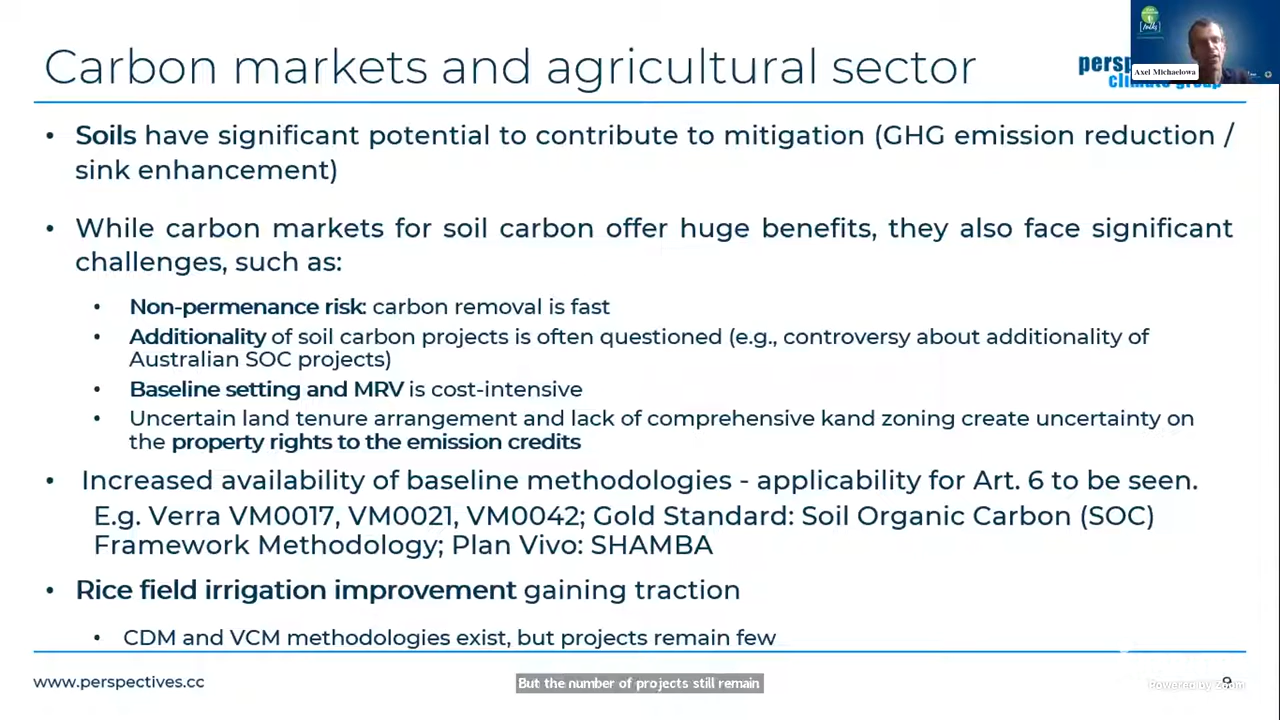 Carbon markets and agricultural sector
Axel Michaelowa
• Soils have significant potential to contribute to mitigation (GHG emission reduction /
sink enhancement)
• While carbon markets for soil carbon offer huge benefits, they also face significant
challenges, such as:
• Non-permenance risk: carbon removal is fast
• Additionality of soil carbon projects is often questioned (e.g., controversy about additionality of
Australian SOC projects)
• Baseline setting and MRV is cost-intensive
• Uncertain land tenure arrangement and lack of comprehensive kand zoning create uncertainty on
the property rights to the emission credits
• Increased availability of baseline methodologies - applicability for Art. 6 to be seen.
E.g. Verra VM0017, VM0021, VM0042; Gold Standard: Soil Organic Carbon (SOC)
Framework Methodology; Plan Vivo: SHAMBA
• Rice field irrigation improvement gaining traction
• CDM and VCM methodologies exist, but projects remain few
www.perspectives.cc
But the number of projects still remain
9
Powered by Zoom